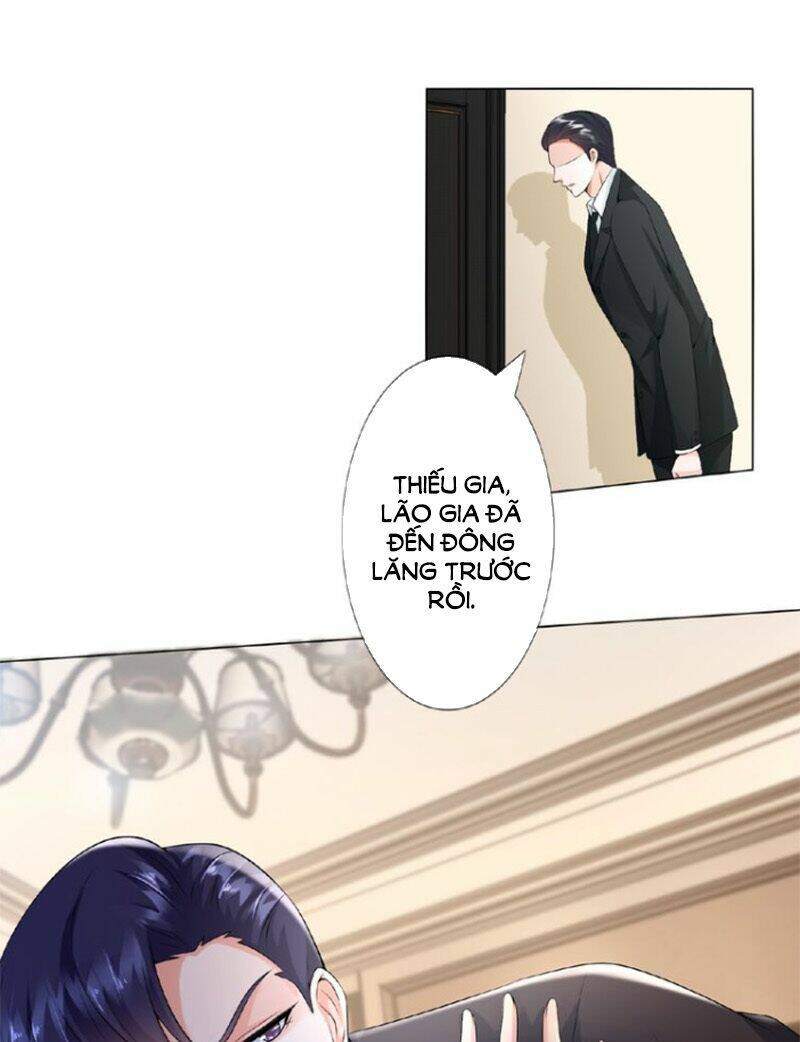 THIẾU GIA,
LÃO GIA ĐÃ
ĐẾN ĐÔNG
LĂNG TRƯỚC
RỒI.